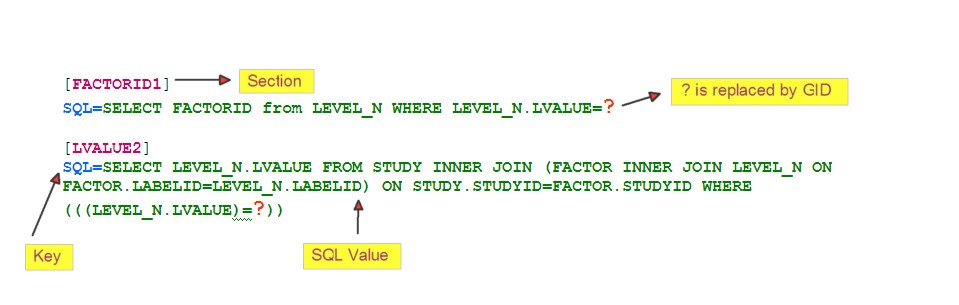 [FACTORID1]
Section
SQL=SELECT FACTORID from LEVEL_N WHERE LEVEL_N.LVALUE=?
? is replaced by GID
[LVALUE2]
SQL=SELECT LEVEL_N.LVALUE FROM STUDY INNER JOIN (FACTOR INNER JOIN LEVEL_N ON
FACTOR.LABELID=LEVEL_N.LABELID) ON STUDY.STUDYID=FACTOR.STUDYID WHERE
(((LEVEL_N.LVALUE)=?))
Key
SQL Value